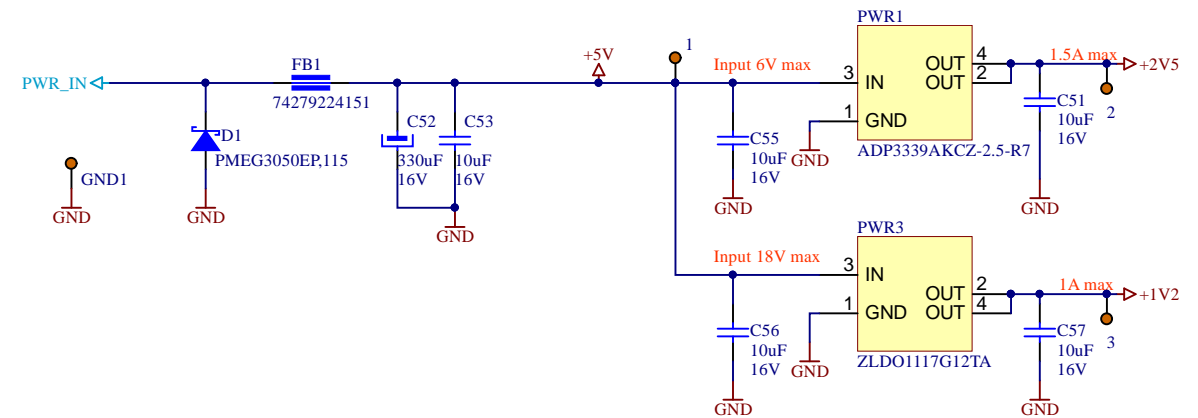 PWR_IN
FB1
74279224151
D1
PMEG3050EP,115
GND1
GND
GND
C52
330uF
16V
C53
10uF
16V
GND
+5V
1
Input 6V max
PWR1
3
IN
1
GND
OUT
4
OUT
2
ADP3339AKCZ-2.5-R7
GND
C55
10uF
16V
GND
1.5A max
+2V5
2
C51
10uF
16V
GND
Input 18V max
PWR3
3
IN
1
GND
OUT
2
OUT
4
ZLDO1117G12TA
GND
C56
10uF
16V
GND
1A max
+1V2
3
C57
10uF
16V
GND